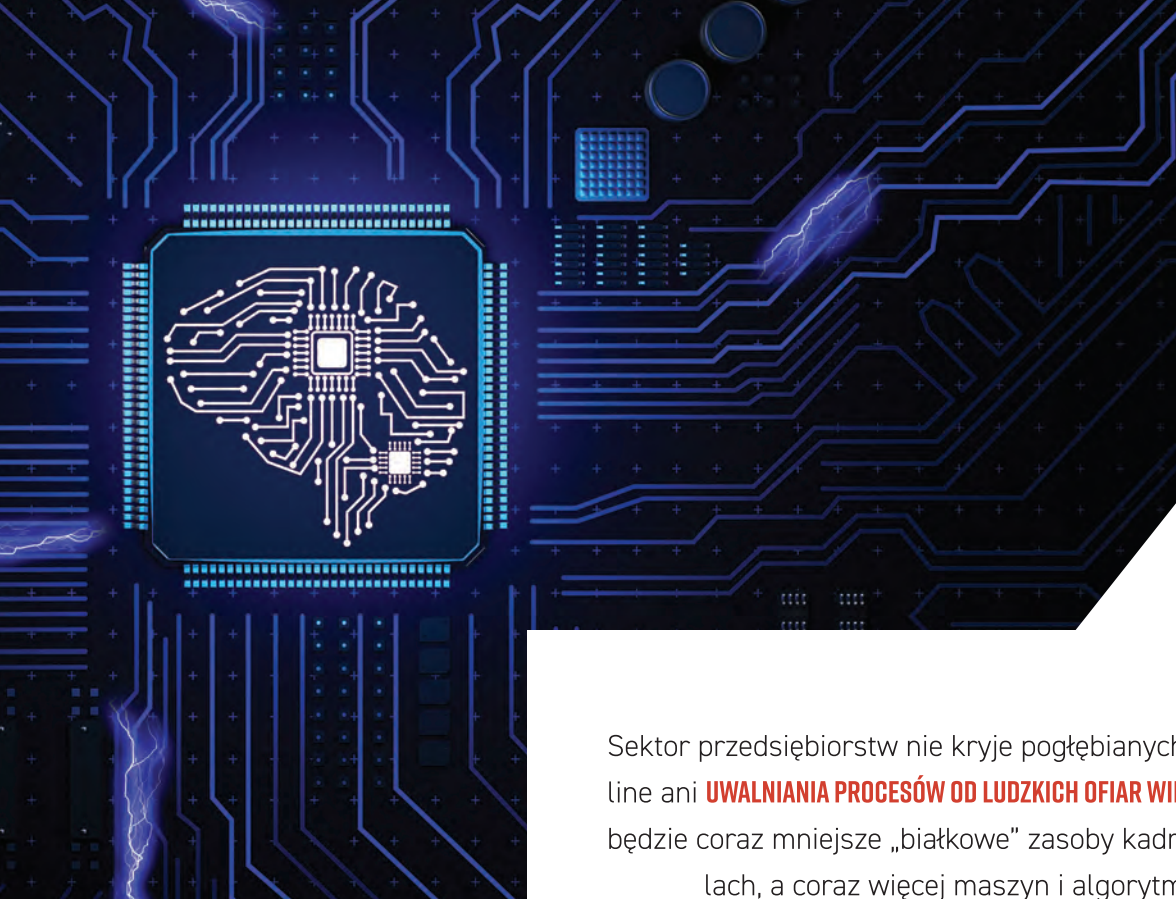 Sektor przedsiębiorstw nie kryje pogłębianych
line ani UWALNIANIA PROCESÓW OD LUDZKICH OFIAR
będzie coraz mniejsze „białkowe” zasoby
lach, a coraz więcej maszyn i